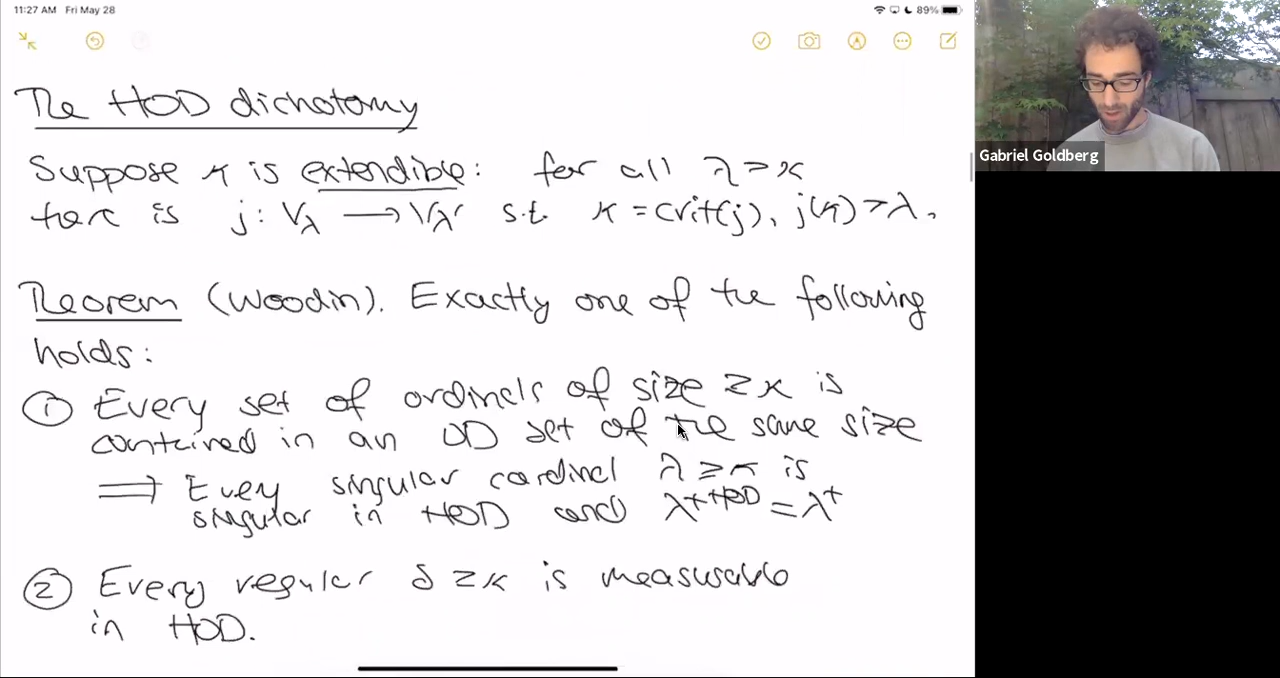 11:27 AM Fri May 28
89%
The HOD dichotomy
Suppose κ is extendible: for all λ ≥ κ
there is j: V_λ → V_λ' s.t. κ = crit(j), j(κ) > λ.
Theorem (Woodin). Exactly one of the following
holds:
① Every set of ordinals of size ≥ κ is
contained in an OD set of the same size
⟹ Every singular cardinal λ ≥ κ is
singular in HOD and λ^{+HOD} = λ^+
② Every regular δ ≥ κ is measurable
in HOD.
Gabriel Goldberg